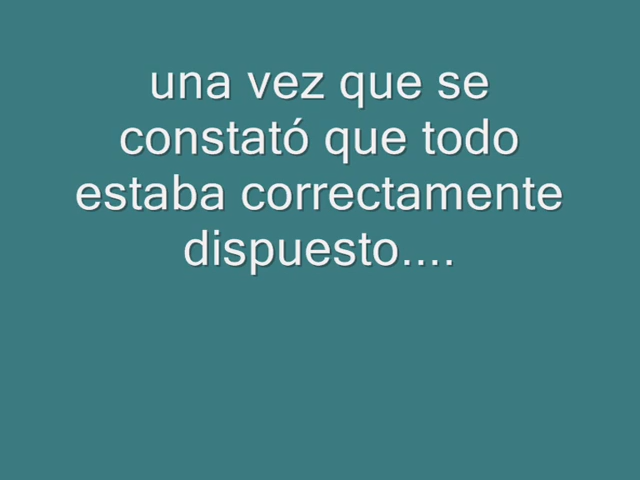 una vez que se
constató que todo
estaba correctamente
dispuesto....